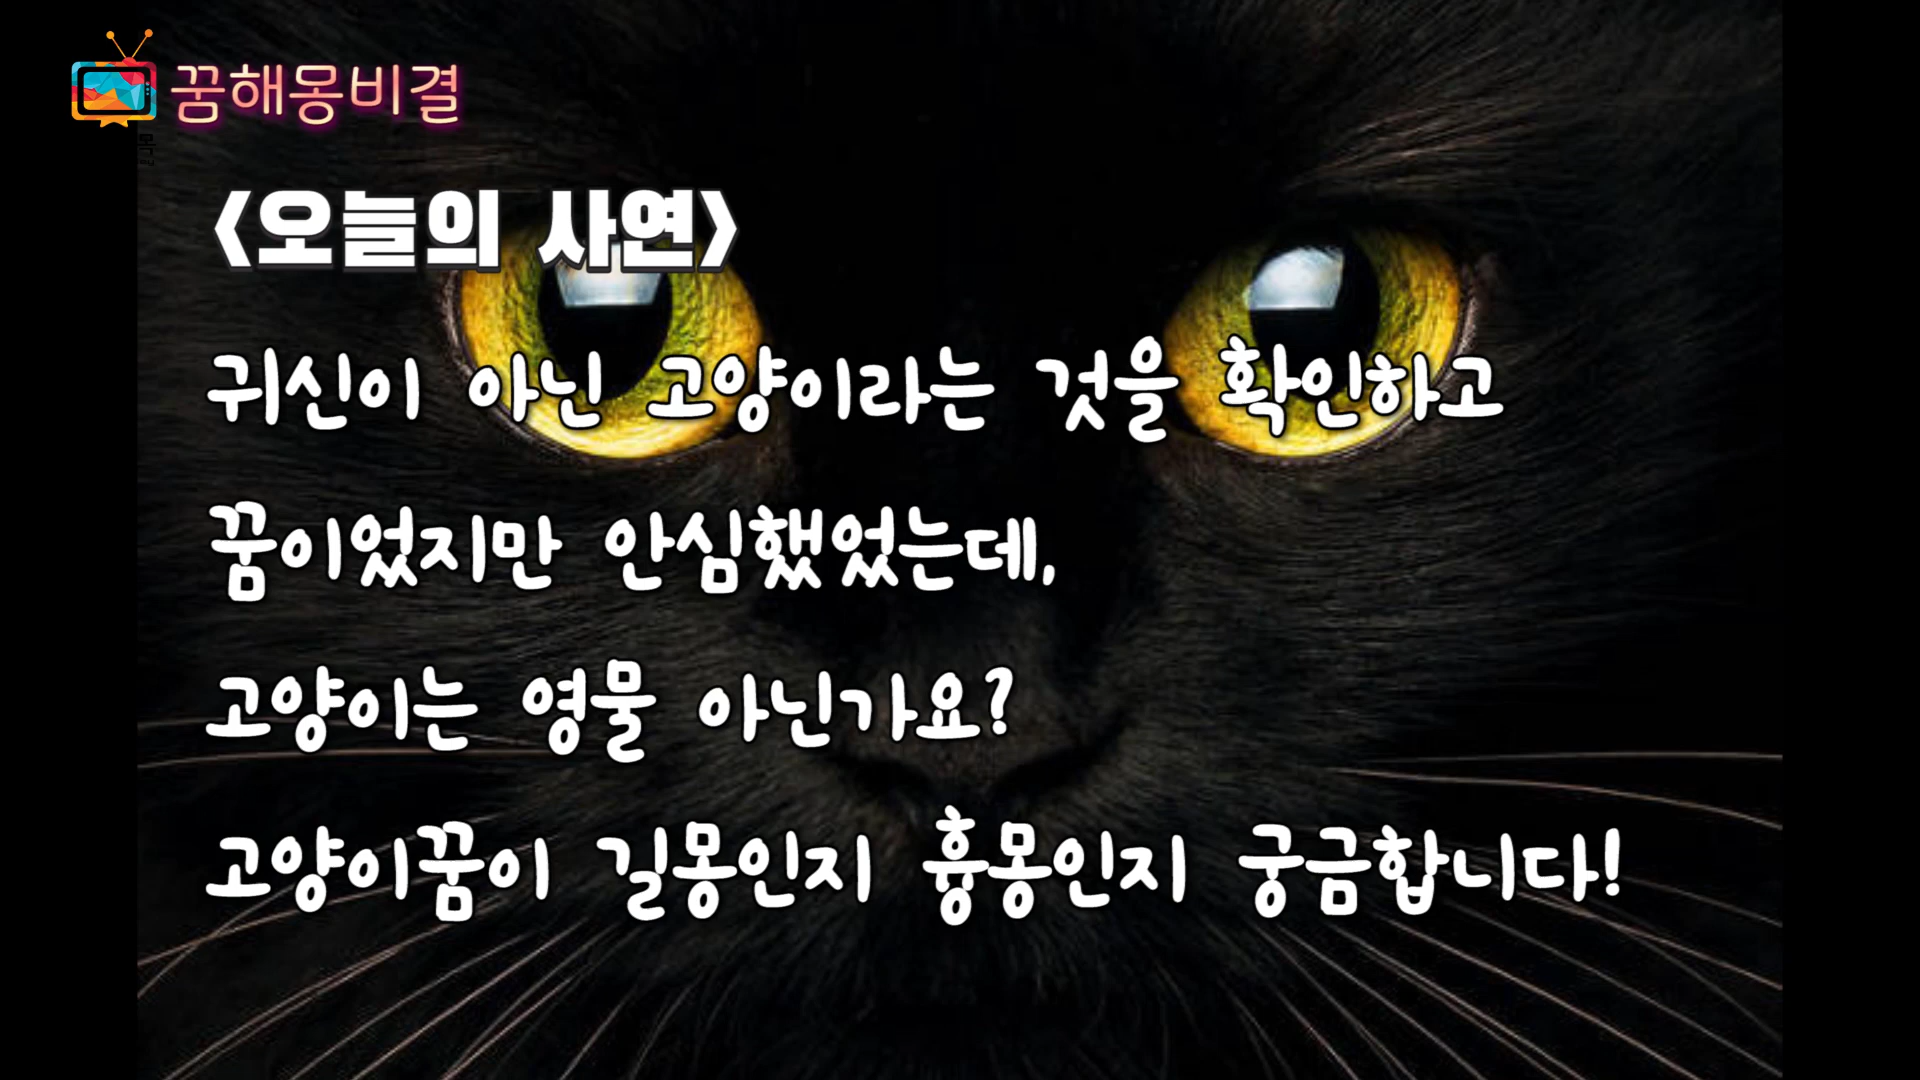 꿈해몽비결
<오늘의 사연>
귀신이 아닌 고양이라는 것을 확인하고
꿈이었지만 안심했었는데,
고양이는 영물 아닌가요?
고양이꿈이 길몽인지 흉몽인지 궁금합니다!